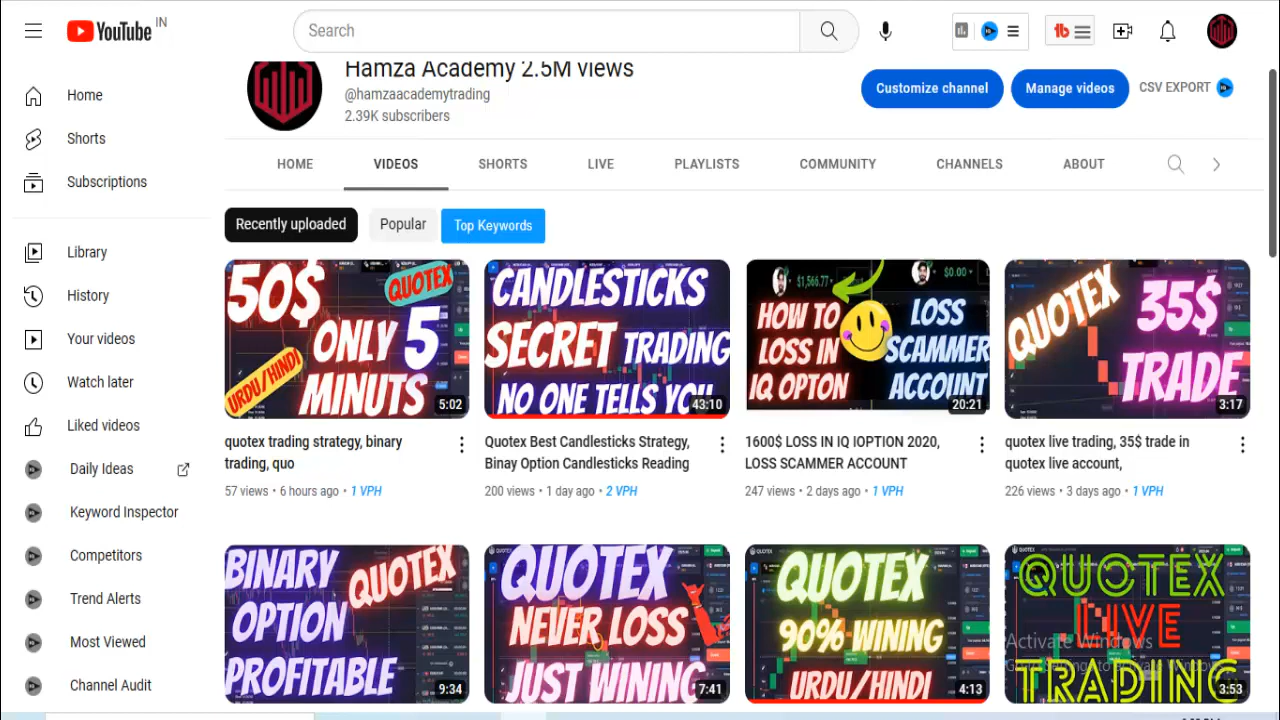 YouTube IN
Search
Hamza Academy 2.5M views
@hamzaacademytrading
2.39K subscribers
Customize channel
Manage videos
CSV EXPORT
Home
Shorts
Subscriptions
Library
History
Your videos
Watch later
Liked videos
Daily Ideas
Keyword Inspector
Competitors
Trend Alerts
Most Viewed
Channel Audit
HOME VIDEOS SHORTS LIVE PLAYLISTS COMMUNITY CHANNELS ABOUT
Recently uploaded Popular Top Keywords
50$
QUOTEX
ONLY 5
URDU/HINDI
MINUTS
5:02
quotex trading strategy, binary
trading, quo
57 views • 6 hours ago • 1 VPH
CANDLESTICKS
SECRET TRADING
NO ONE TELLS YOU
43:10
Quotex Best Candlesticks Strategy,
Binay Option Candlesticks Reading
200 views • 1 day ago • 2 VPH
$1,566.77
$0.00
HOW TO
LOSS IN
IQ OPTON
LOSS
SCAMMER
ACCOUNT
20:21
1600$ LOSS IN IQ IOPTION 2020,
LOSS SCAMMER ACCOUNT
247 views • 2 days ago • 1 VPH
QUOTEX
35$
TRADE
3:17
quotex live trading, 35$ trade in
quotex live account,
226 views • 3 days ago • 1 VPH
BINARY
OPTION
QUOTEX
PROFITABLE
9:34
QUOTEX
NEVER LOSS
JUST WINING
7:41
QUOTEX
90% WINING
URDU/HINDI
4:13
QUOTEX
LIVE
TRADING
3:53
Activate Windows